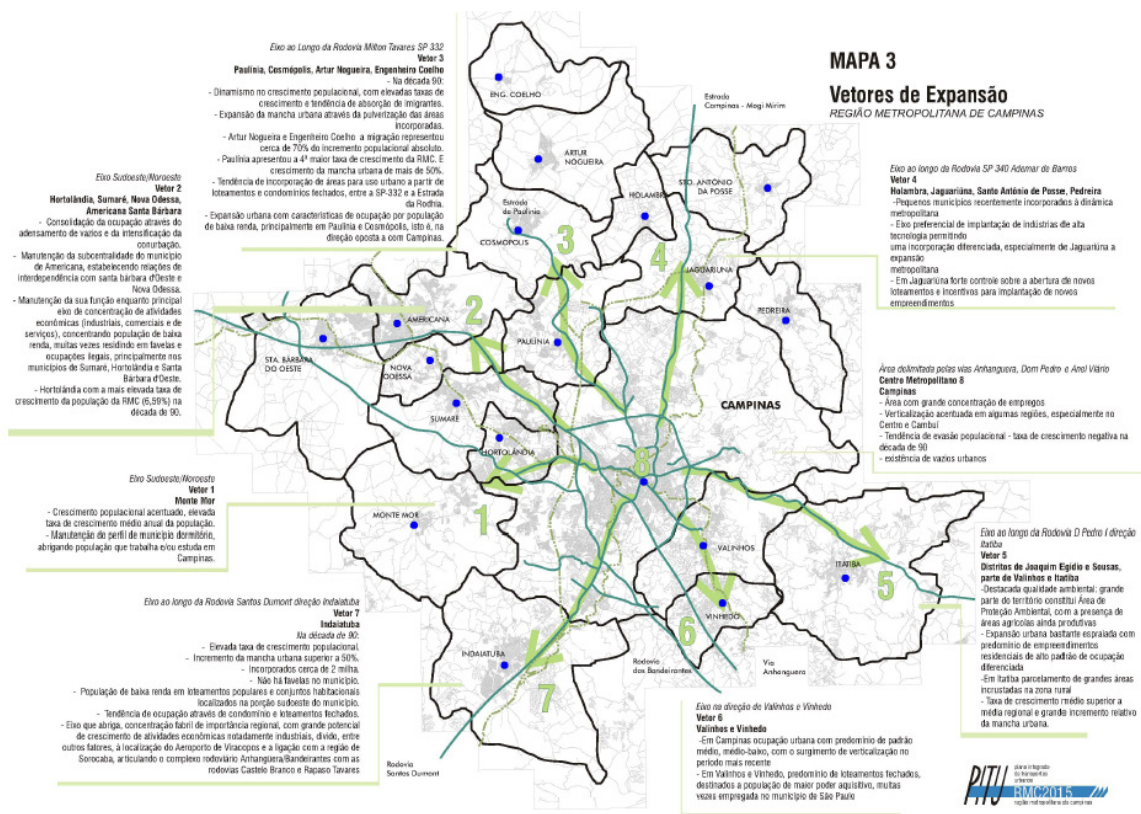 MAPA 3
Vetores de Expansão
REGIÃO METROPOLITANA DE CAMPINAS
Eixo ao Longo da Rodovia Milton Tavares SP 332
Vetor 3
Paulínia, Cosmópolis, Artur Nogueira, Engenheiro Coelho
- Na década 90:
- Dinamismo no crescimento populacional, com elevadas taxas de
crescimento e tendência de absorção de imigrantes.
- Expansão da mancha urbana através da pulverização das áreas
incorporadas.
- Artur Nogueira e Engenheiro Coelho a migração representou
cerca de 70% do incremento populacional absoluto.
- Paulínia apresentou a 4ª maior taxa de crescimento da RMC. E
crescimento da mancha urbana de mais de 50%.
- Tendência de incorporação de áreas para uso urbano a partir de
loteamentos e condomínios fechados, entre a SP-332 e a Estrada
da Rodhia.
- Expansão urbana com características de ocupação por população
de baixa renda, principalmente em Paulínia e Cosmópolis, isto é, na
direção oposta a com Campinas.
Eixo Sudoeste/Noroeste
Vetor 2
Hortolândia, Sumaré, Nova Odessa,
Americana Santa Bárbara
- Consolidação da ocupação através do
adensamento de vazios e da intensificação da
conurbação.
- Manutenção da subcentralidade do município
de Americana, estabelecendo relações de
interdependência com santa bárbara d'Oeste e
Nova Odessa.
- Manutenção da sua função enquanto principal
eixo de concentração de atividades
econômicas (industriais, comerciais e de
serviços), concentrando população de baixa
renda, muitas vezes residindo em favelas e
ocupações ilegais, principalmente nos
municípios de Sumaré, Hortolândia e Santa
Bárbara d'Oeste.
- Hortolândia com a mais elevada taxa de
crescimento da população da RMC (6,59%) na
década de 90.
Eixo Sudoeste/Noroeste
Vetor 1
Monte Mor
- Crescimento populacional acentuado, elevada
taxa de crescimento médio anual da população.
- Manutenção do perfil de município dormitório,
abrigando população que trabalha e/ou estuda em
Campinas.
Eixo ao longo da Rodovia Santos Dumont direção Indaiatuba
Vetor 7
Indaiatuba
Na década de 90:
- Elevada taxa de crescimento populacional.
- Incremento da mancha urbana superior a 50%.
- Incorporados cerca de 2 milha.
- Não há favelas no município.
- População de baixa renda em loteamentos populares e conjuntos habitacionais
localizados na porção sudoeste do município.
- Tendência de ocupação através de condomínio e loteamentos fechados.
- Eixo que abriga, concentração fabril de importância regional, com grande potencial
de crescimento de atividades econômicas notadamente industriais, divido, entre
outros fatores, à localização do Aeroporto de Viracopos e a ligação com a região de
Sorocaba, articulando o complexo rodoviário Anhangüera/Bandeirantes com as
rodovias Castelo Branco e Rapaso Tavares
Eixo ao longo da Rodovia SP 340 Ademar de Barros
Vetor 4
Holambra, Jaguariúna, Santo Antônio de Posse, Pedreira
-Pequenos municípios recentemente incorporados à dinâmica
metropolitana
- Eixo preferencial de implantação de indústrias de alta
tecnologia permitindo
uma incorporação diferenciada, especialmente de Jaguariúna a
expansão
metropolitana
- Em Jaguariúna forte controle sobre a abertura de novos
loteamentos e incentivos para implantação de novos
empreendimentos
Área delimitada pelas vias Anhanguera, Dom Pedro e Anel Viário
Centro Metropolitano 8
Campinas
- Área com grande concentração de empregos
- Verticalização acentuada em algumas regiões, especialmente no
Centro e Cambuí
- Tendência de evasão populacional - taxa de crescimento negativa na
década de 90
- existência de vazios urbanos
Eixo ao longo da Rodovia D Pedro I direção
Itatiba
Vetor 5
Distritos de Joaquim Egídio e Sousas,
parte de Valinhos e Itatiba
-Destacada qualidade ambiental: grande
parte do território constitui Área de
Proteção Ambiental, com a presença de
áreas agrícolas ainda produtivas
- Expansão urbana bastante espraiada com
predomínio de empreendimentos
residenciais de alto padrão de ocupação
diferenciada
-Em Itatiba parcelamento de grandes áreas
incrustadas na zona rural
- Taxa de crescimento médio superior a
média regional e grande incremento relativo
da mancha urbana.
Eixo na direção de Valinhos e Vinhedo
Vetor 6
Valinhos e Vinhedo
-Em Campinas ocupação urbana com predomínio de padrão
médio, médio-baixo, com o surgimento de verticalização no
período mais recente
- Em Valinhos e Vinhedo, predomínio de loteamentos fechados,
destinados a população de maior poder aquisitivo, muitas
vezes empregada no município de São Paulo
ENG. COELHO
Estrada
Campinas - Mogi Mirim
ARTUR
NOGUEIRA
HOLAMBRA
STO. ANTÔNIO
DA POSSE
Estrada
de Paulínia
COSMÓPOLIS
3
4
JAGUARIUNA
PEDREIRA
2
AMERICANA
STA. BÁRBARA
DO OESTE
NOVA
ODESSA
PAULÍNIA
SUMARÉ
CAMPINAS
HORTOLÂNDIA
8
1
MONTE MOR
VALINHOS
ITATIBA
5
VINHEDO
6
INDAIATUBA
7
Rodovia
dos Bandeirantes
Via
Anhanguera
Rodovia
Santos Dumont
PITU
plano integrado
de transportes
urbanos
RMC2015
região metropolitana de campinas